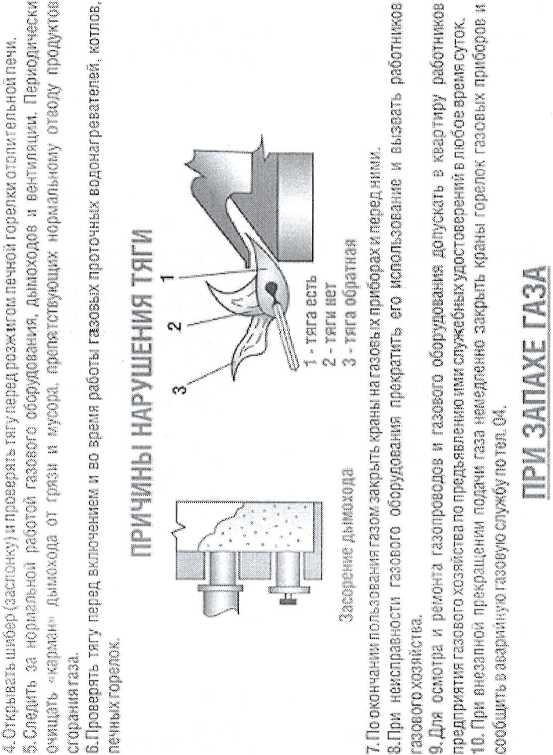 4.Открывать шибер (заслонку) и проверять тягу перед розжигом печной горелки отопительной печи.
5.Следить за нормальной работой газового оборудования, дымоходов и вентиляции. Периодически
очищать «карман» дымохода от грязи и мусора, препятствующих нормальному отводу продуктов
сгорания газа.
6.Проверять тягу перед включением и во время работы газовых проточных водонагревателей, котлов,
печных горелок.
ПРИЧИНЫ НАРУШЕНИЯ ТЯГИ
3
2
1
1 - тяга есть
2 - тяги нет
3 - тяга обратная
Засорение дымохода
7.По окончании пользования газом закрыть краны на газовых приборах и перед ними.
8.При неисправности газового оборудования прекратить его использование и вызвать работников
газового хозяйства.
9.Для осмотра и ремонта газопроводов и газового оборудования допускать в квартиру работников
предприятия газового хозяйства по предъявлению ими служебных удостоверений в любое время суток.
10.При внезапной прекращении подачи газа немедленно закрыть краны горелок газовых приборов и
сообщить в аварийную газовую службу по тел. 04.
ПРИ ЗАПАХЕ ГАЗА